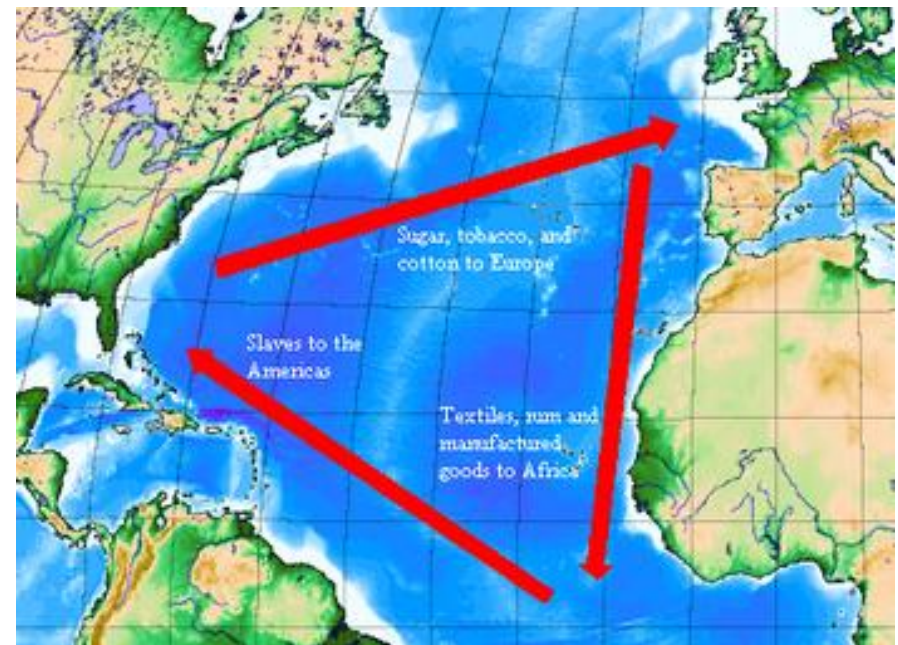 Sugar, tobacco, and
cotton to Europe
Slaves to the
Americas
Textiles, rum and
manufactured
goods to Africa